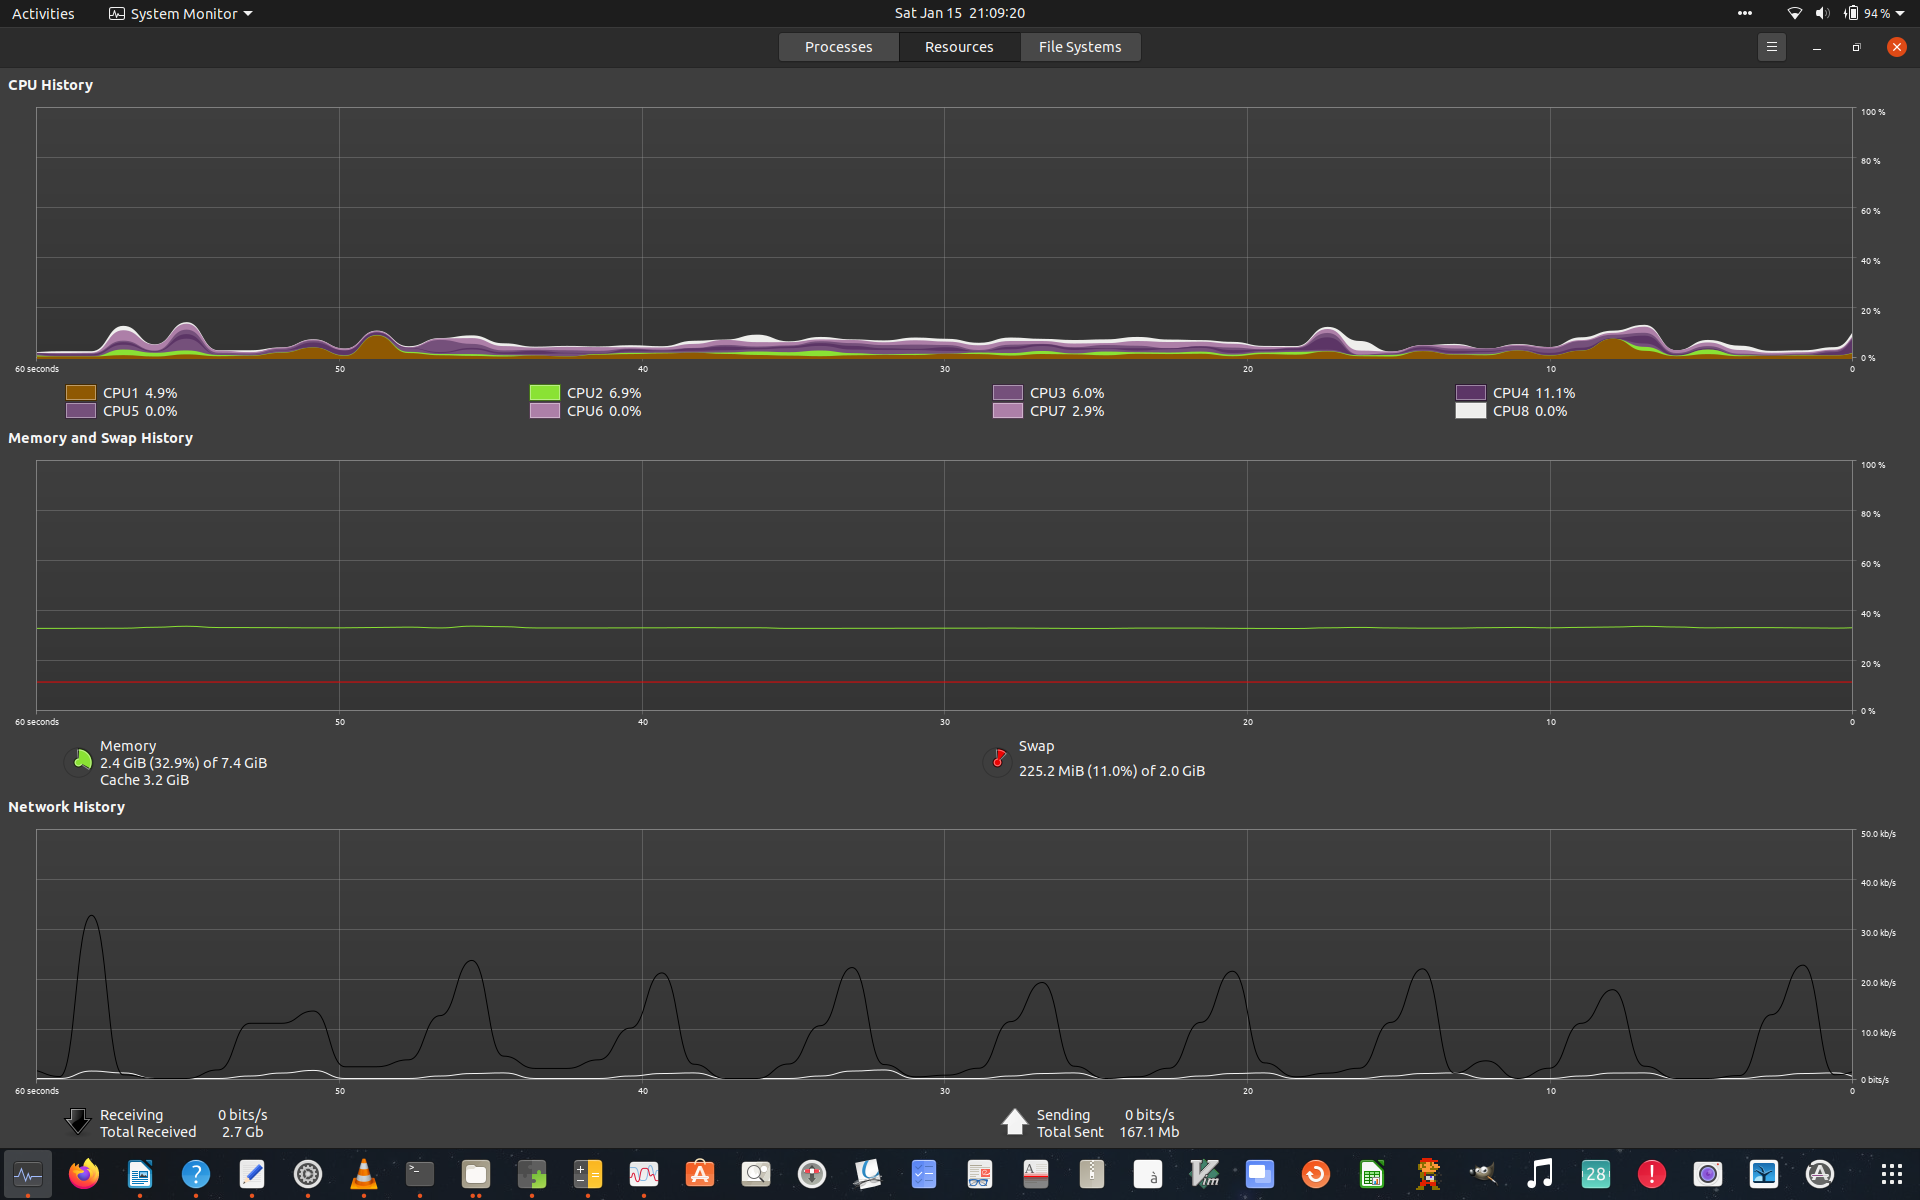 Activities System Monitor Sat Jan 15 21:09:20 94 %
Processes Resources File Systems
CPU History
100 %
80 %
60 %
40 %
20 %
0 %
60 seconds 50 40 30 20 10 0
CPU1 4.9% CPU2 6.9% CPU3 6.0% CPU4 11.1%
CPU5 0.0% CPU6 0.0% CPU7 2.9% CPU8 0.0%
Memory and Swap History
100 %
80 %
60 %
40 %
20 %
0 %
60 seconds 50 40 30 20 10 0
Memory
2.4 GiB (32.9%) of 7.4 GiB
Cache 3.2 GiB
Swap
225.2 MiB (11.0%) of 2.0 GiB
Network History
50.0 kb/s
40.0 kb/s
30.0 kb/s
20.0 kb/s
10.0 kb/s
0 bits/s
60 seconds 50 40 30 20 10 0
Receiving 0 bits/s
Total Received 2.7 Gb
Sending 0 bits/s
Total Sent 167.1 Mb
? >_ à Vim 28 !